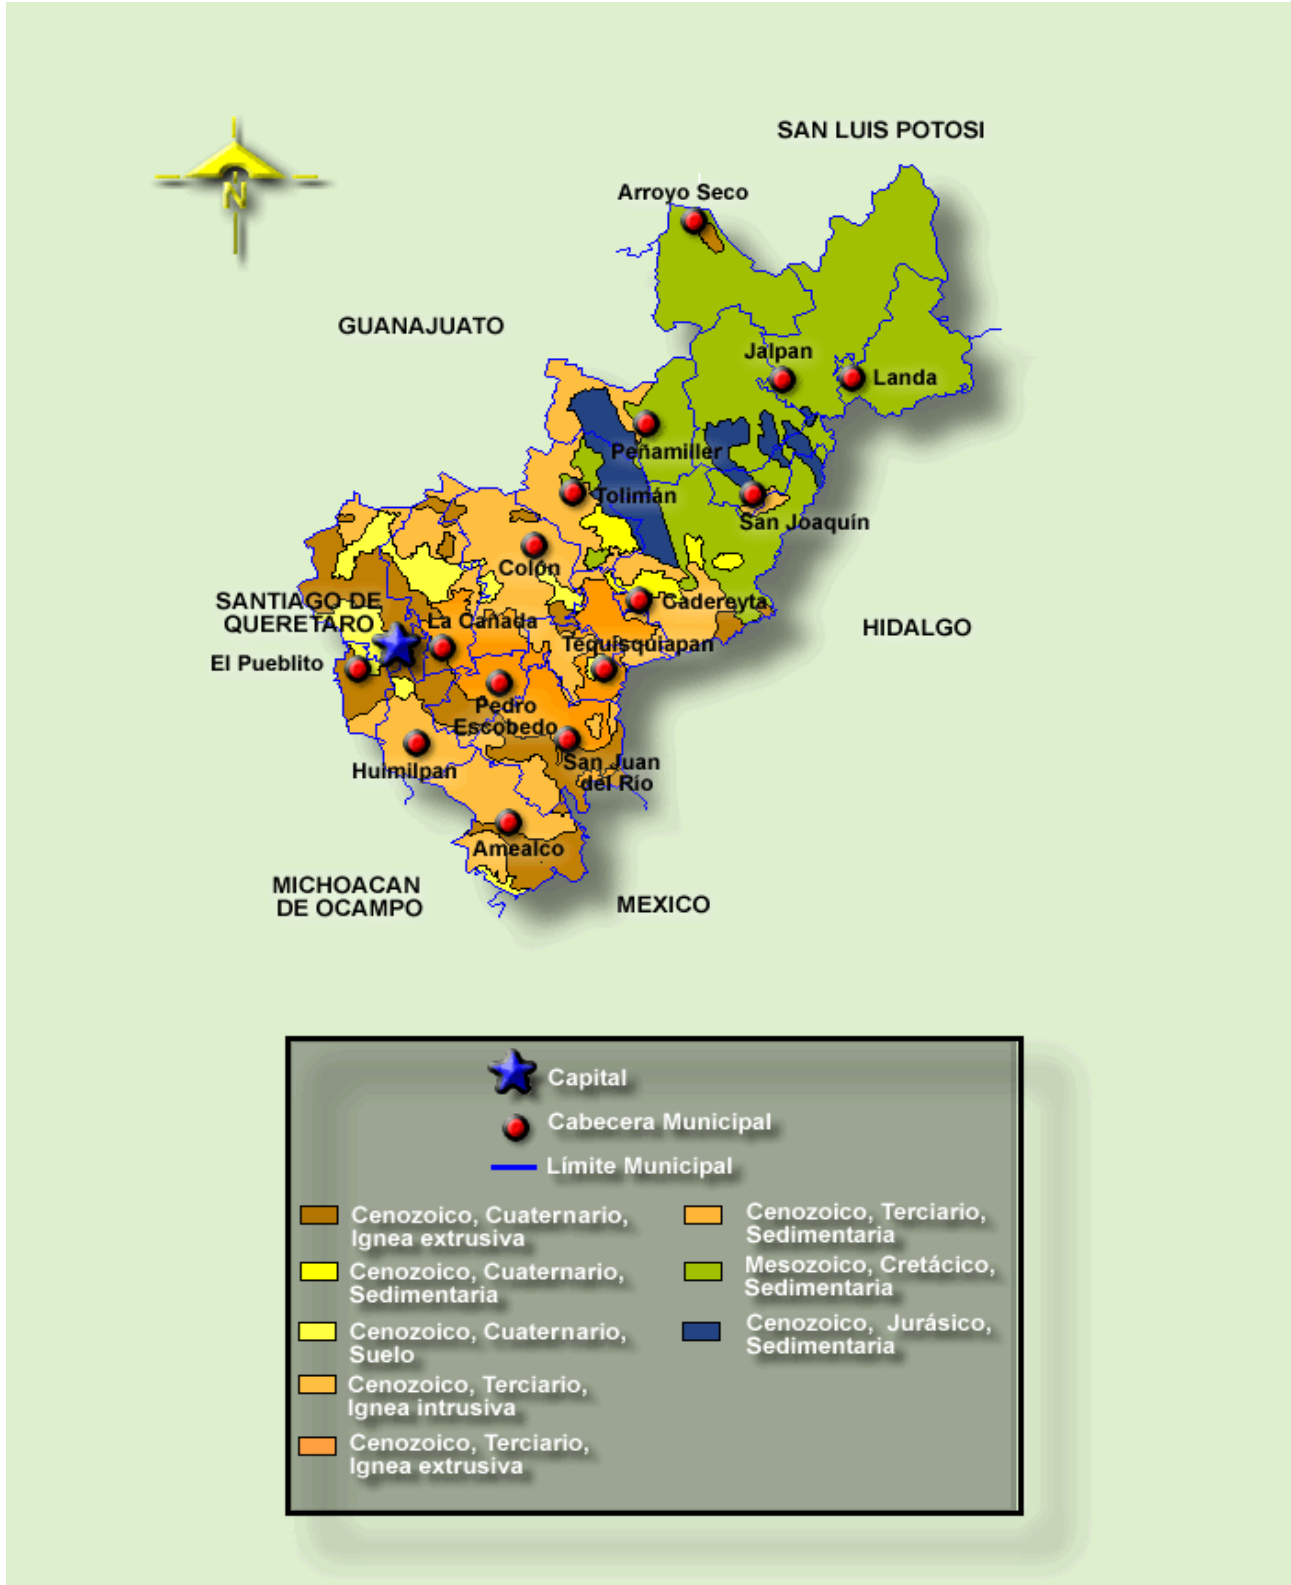 SAN LUIS POTOSI
Arroyo Seco
N
GUANAJUATO
Jalpan
Landa
Peñamiller
Tolimán
San Joaquín
Colón
SANTIAGO DE
QUERETARO
La Cañada
Cadereyta
HIDALGO
Tequisquiapan
El Pueblito
Pedro
Escobedo
San Juan
del Río
Huimilpan
Amealco
MICHOACAN
DE OCAMPO
MEXICO
Capital
Cabecera Municipal
Límite Municipal
Cenozoico, Cuaternario,
Ignea extrusiva
Cenozoico, Cuaternario,
Sedimentaria
Cenozoico, Cuaternario,
Suelo
Cenozoico, Terciario,
Ignea intrusiva
Cenozoico, Terciario,
Ignea extrusiva
Cenozoico, Terciario,
Sedimentaria
Mesozoico, Cretácico,
Sedimentaria
Cenozoico, Jurásico,
Sedimentaria